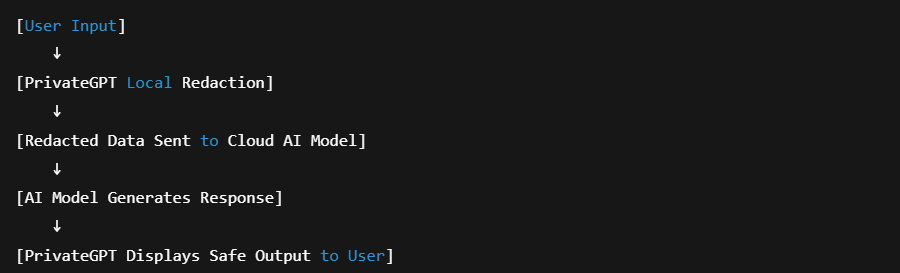 [User Input]
↓
[PrivateGPT Local Redaction]
↓
[Redacted Data Sent to Cloud AI Model]
↓
[AI Model Generates Response]
↓
[PrivateGPT Displays Safe Output to User]